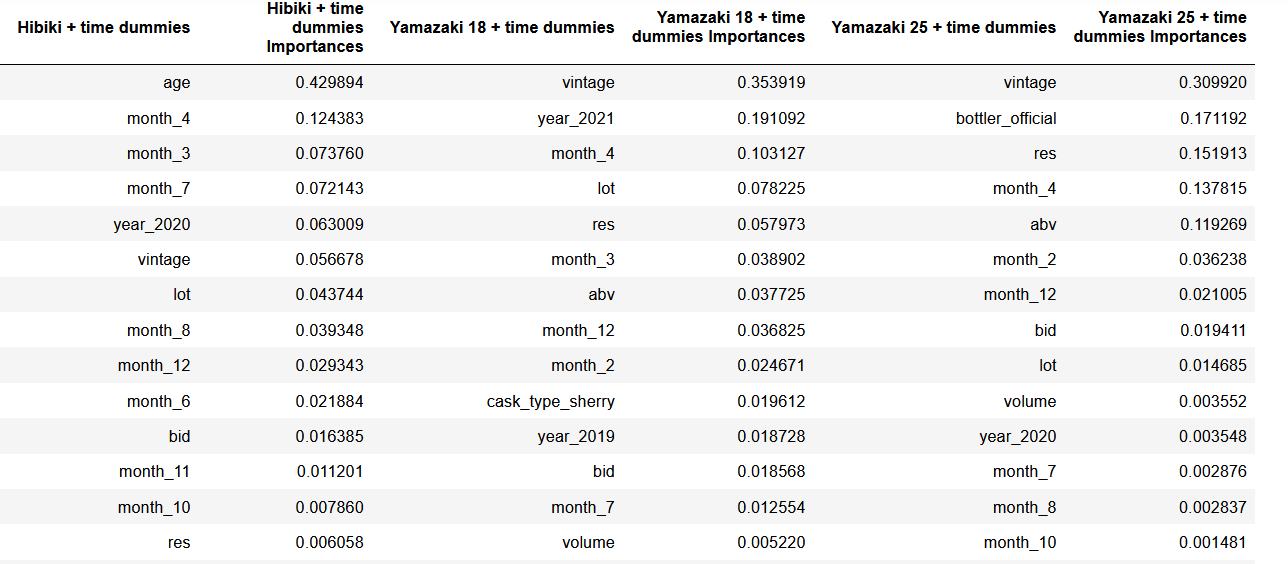 Hibiki + time dummies Hibiki + time dummies Importances Yamazaki 18 + time dummies Yamazaki 18 + time dummies Importances Yamazaki 25 + time dummies Yamazaki 25 + time dummies Importances
age 0.429894 vintage 0.353919 vintage 0.309920
month_4 0.124383 year_2021 0.191092 bottler_official 0.171192
month_3 0.073760 month_4 0.103127 res 0.151913
month_7 0.072143 lot 0.078225 month_4 0.137815
year_2020 0.063009 res 0.057973 abv 0.119269
vintage 0.056678 month_3 0.038902 month_2 0.036238
lot 0.043744 abv 0.037725 month_12 0.021005
month_8 0.039348 month_12 0.036825 bid 0.019411
month_12 0.029343 month_2 0.024671 lot 0.014685
month_6 0.021884 cask_type_sherry 0.019612 volume 0.003552
bid 0.016385 year_2019 0.018728 year_2020 0.003548
month_11 0.011201 bid 0.018568 month_7 0.002876
month_10 0.007860 month_7 0.012554 month_8 0.002837
res 0.006058 volume 0.005220 month_10 0.001481